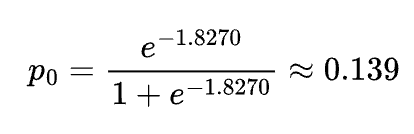 p₀ = e^{-1.8270} / (1 + e^{-1.8270}) ≈ 0.139